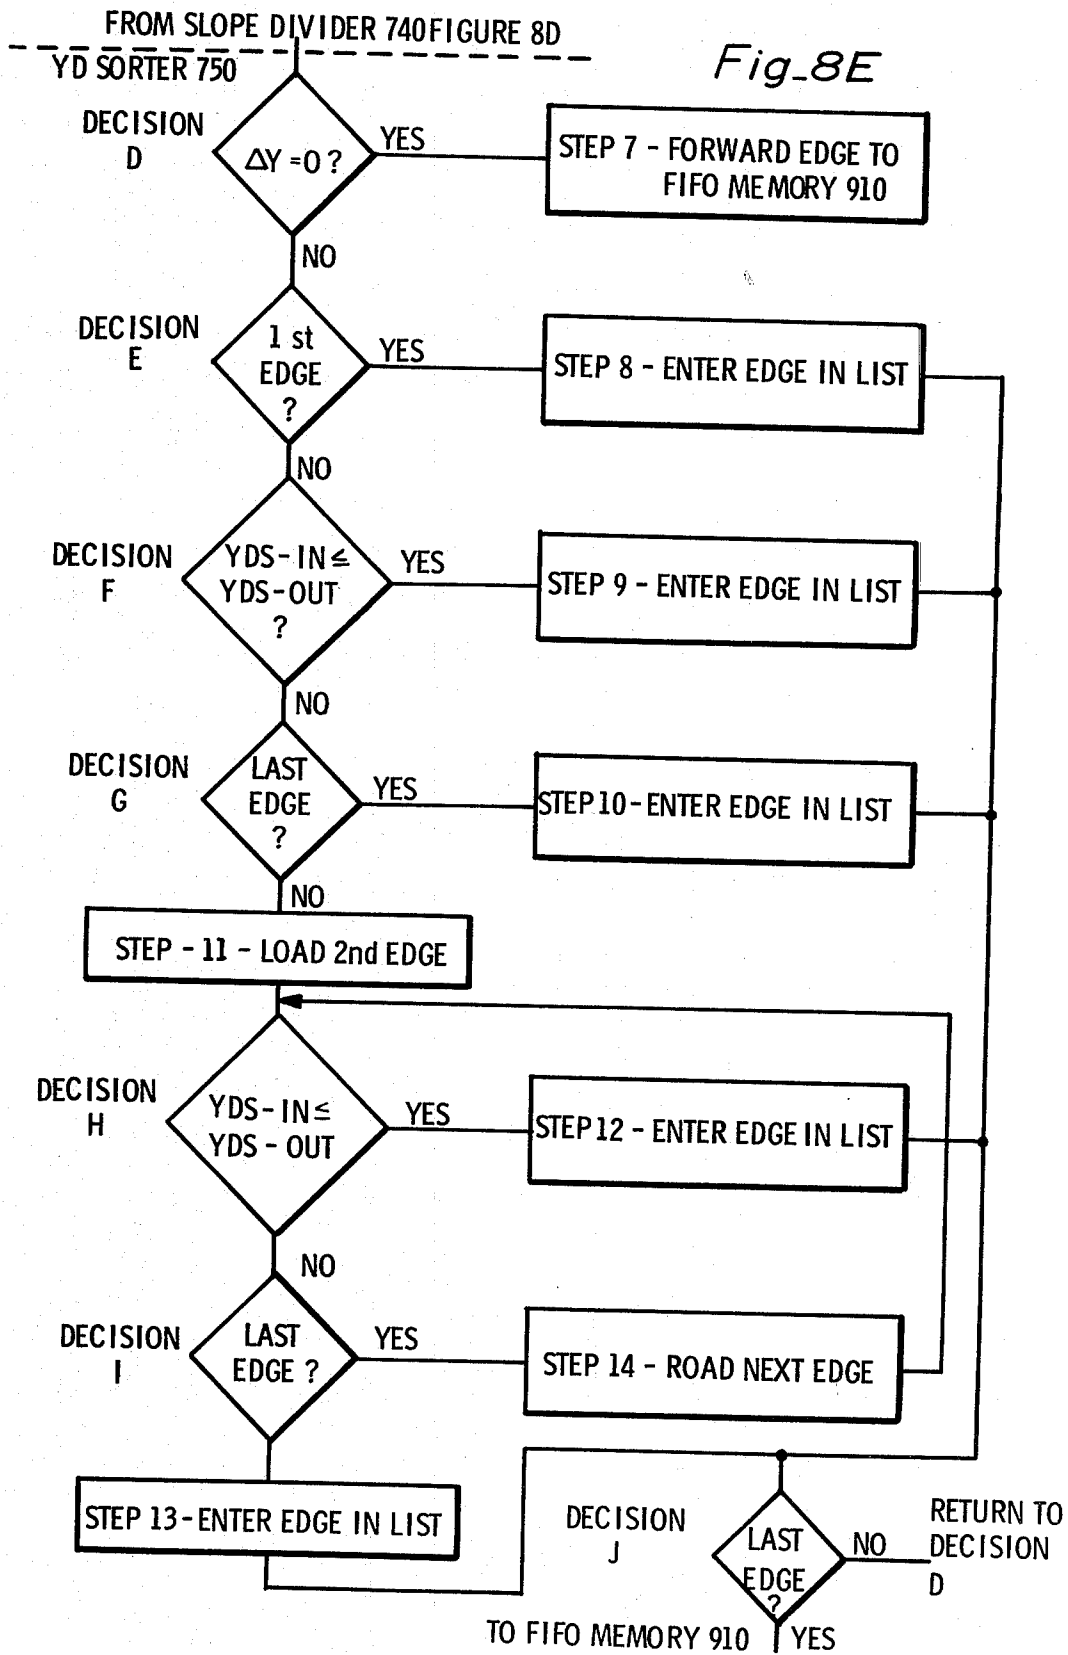 FROM SLOPE DIVIDER 740 FIGURE 8D
YD SORTER 750
Fig_8E
DECISION
D
ΔY =0 ?
YES
STEP 7 - FORWARD EDGE TO
FIFO MEMORY 910
NO
DECISION
E
1 st
EDGE
?
YES
STEP 8 - ENTER EDGE IN LIST
NO
DECISION
F
YDS-IN ≤
YDS-OUT
?
YES
STEP 9 - ENTER EDGE IN LIST
NO
DECISION
G
LAST
EDGE
?
YES
STEP 10 - ENTER EDGE IN LIST
NO
STEP - 11 - LOAD 2nd EDGE
DECISION
H
YDS-IN ≤
YDS - OUT
YES
STEP 12 - ENTER EDGE IN LIST
NO
DECISION
I
LAST
EDGE ?
YES
STEP 14 - ROAD NEXT EDGE
STEP 13-ENTER EDGE IN LIST
DECISION
J
LAST
EDGE
?
NO
RETURN TO
DECISION
D
TO FIFO MEMORY 910
YES